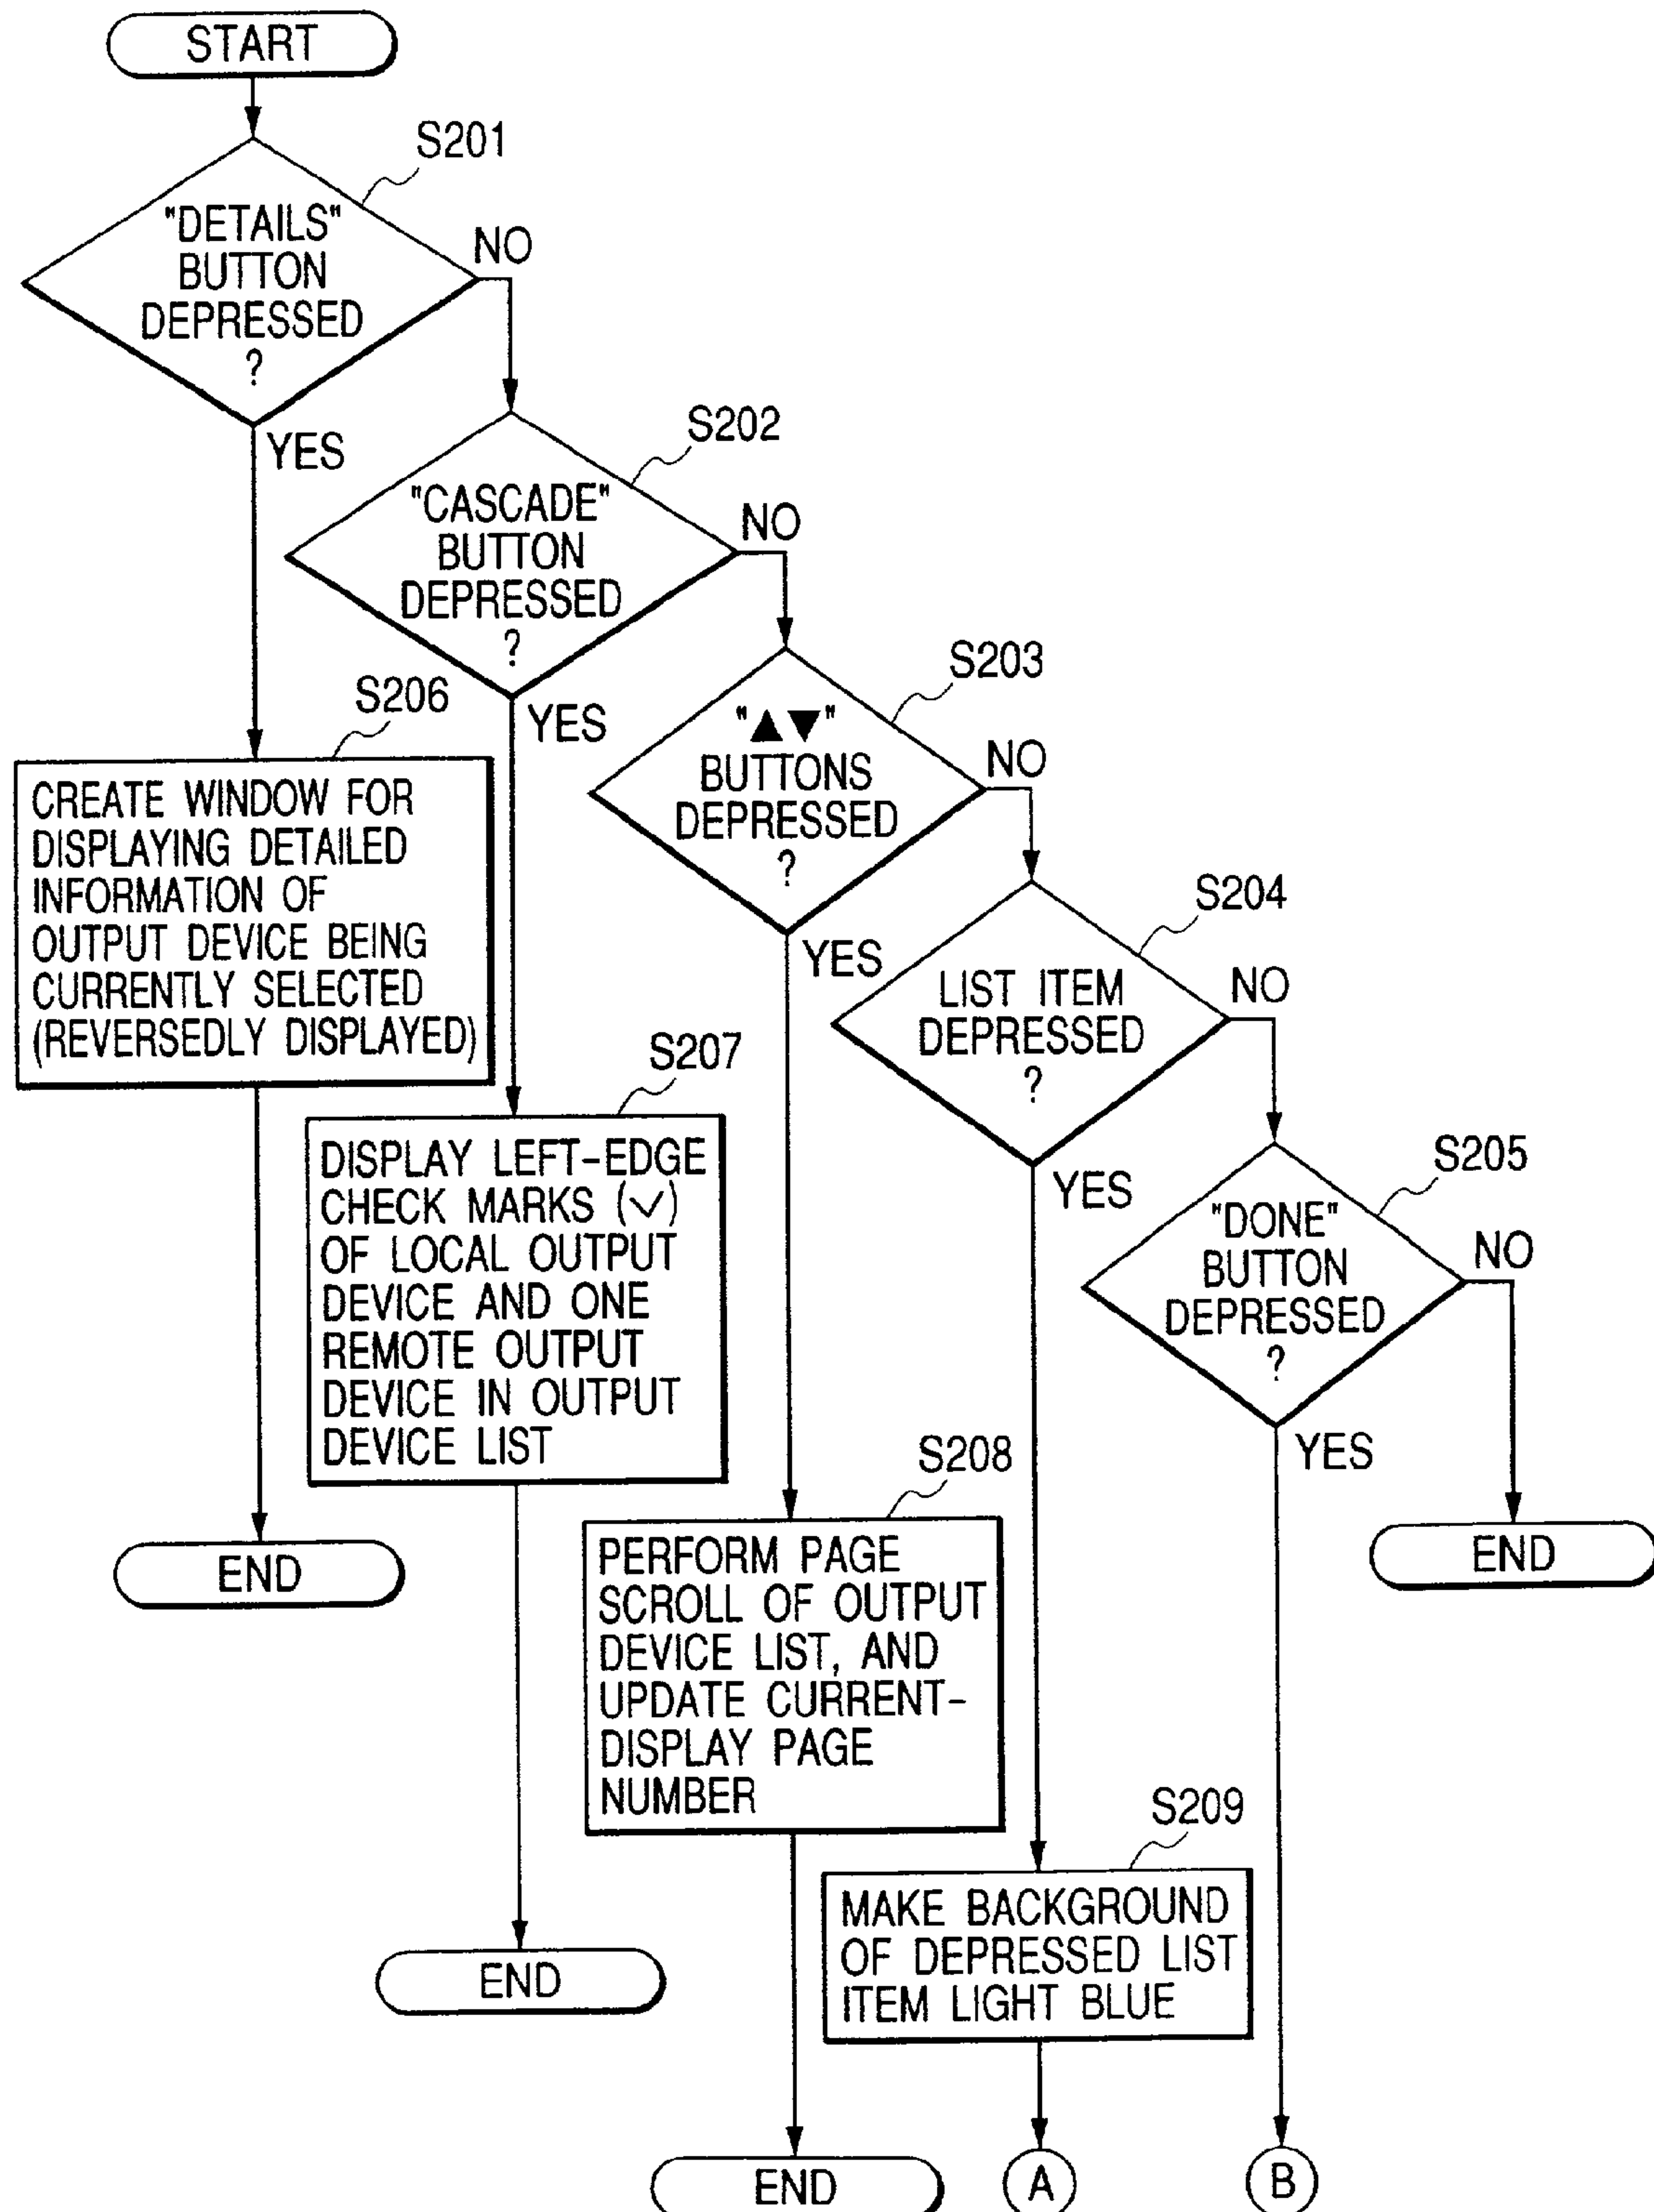 START
S201
"DETAILS"
BUTTON
DEPRESSED
?
NO
YES
S202
"CASCADE"
BUTTON
DEPRESSED
?
NO
YES
S203
"▲▼"
BUTTONS
DEPRESSED
?
NO
YES
S204
LIST ITEM
DEPRESSED
?
NO
YES
S205
"DONE"
BUTTON
DEPRESSED
?
NO
YES
END
S206
CREATE WINDOW FOR
DISPLAYING DETAILED
INFORMATION OF
OUTPUT DEVICE BEING
CURRENTLY SELECTED
(REVERSEDLY DISPLAYED)
END
S207
DISPLAY LEFT-EDGE
CHECK MARKS (✓)
OF LOCAL OUTPUT
DEVICE AND ONE
REMOTE OUTPUT
DEVICE IN OUTPUT
DEVICE LIST
END
S208
PERFORM PAGE
SCROLL OF OUTPUT
DEVICE LIST, AND
UPDATE CURRENT-
DISPLAY PAGE
NUMBER
END
S209
MAKE BACKGROUND
OF DEPRESSED LIST
ITEM LIGHT BLUE
A
B